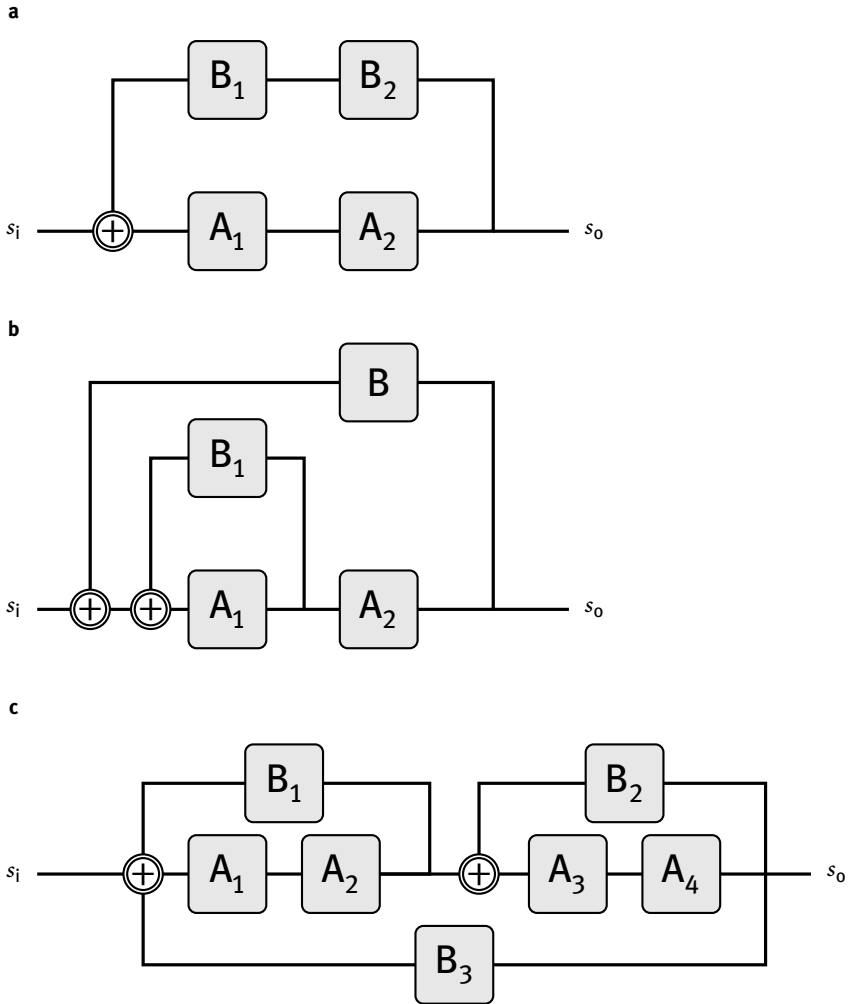 a
B₁ B₂
sᵢ + A₁ A₂ sₒ
b
B
B₁
sᵢ + + A₁ A₂ sₒ
c
B₁ B₂
sᵢ + A₁ A₂ + A₃ A₄ sₒ
B₃